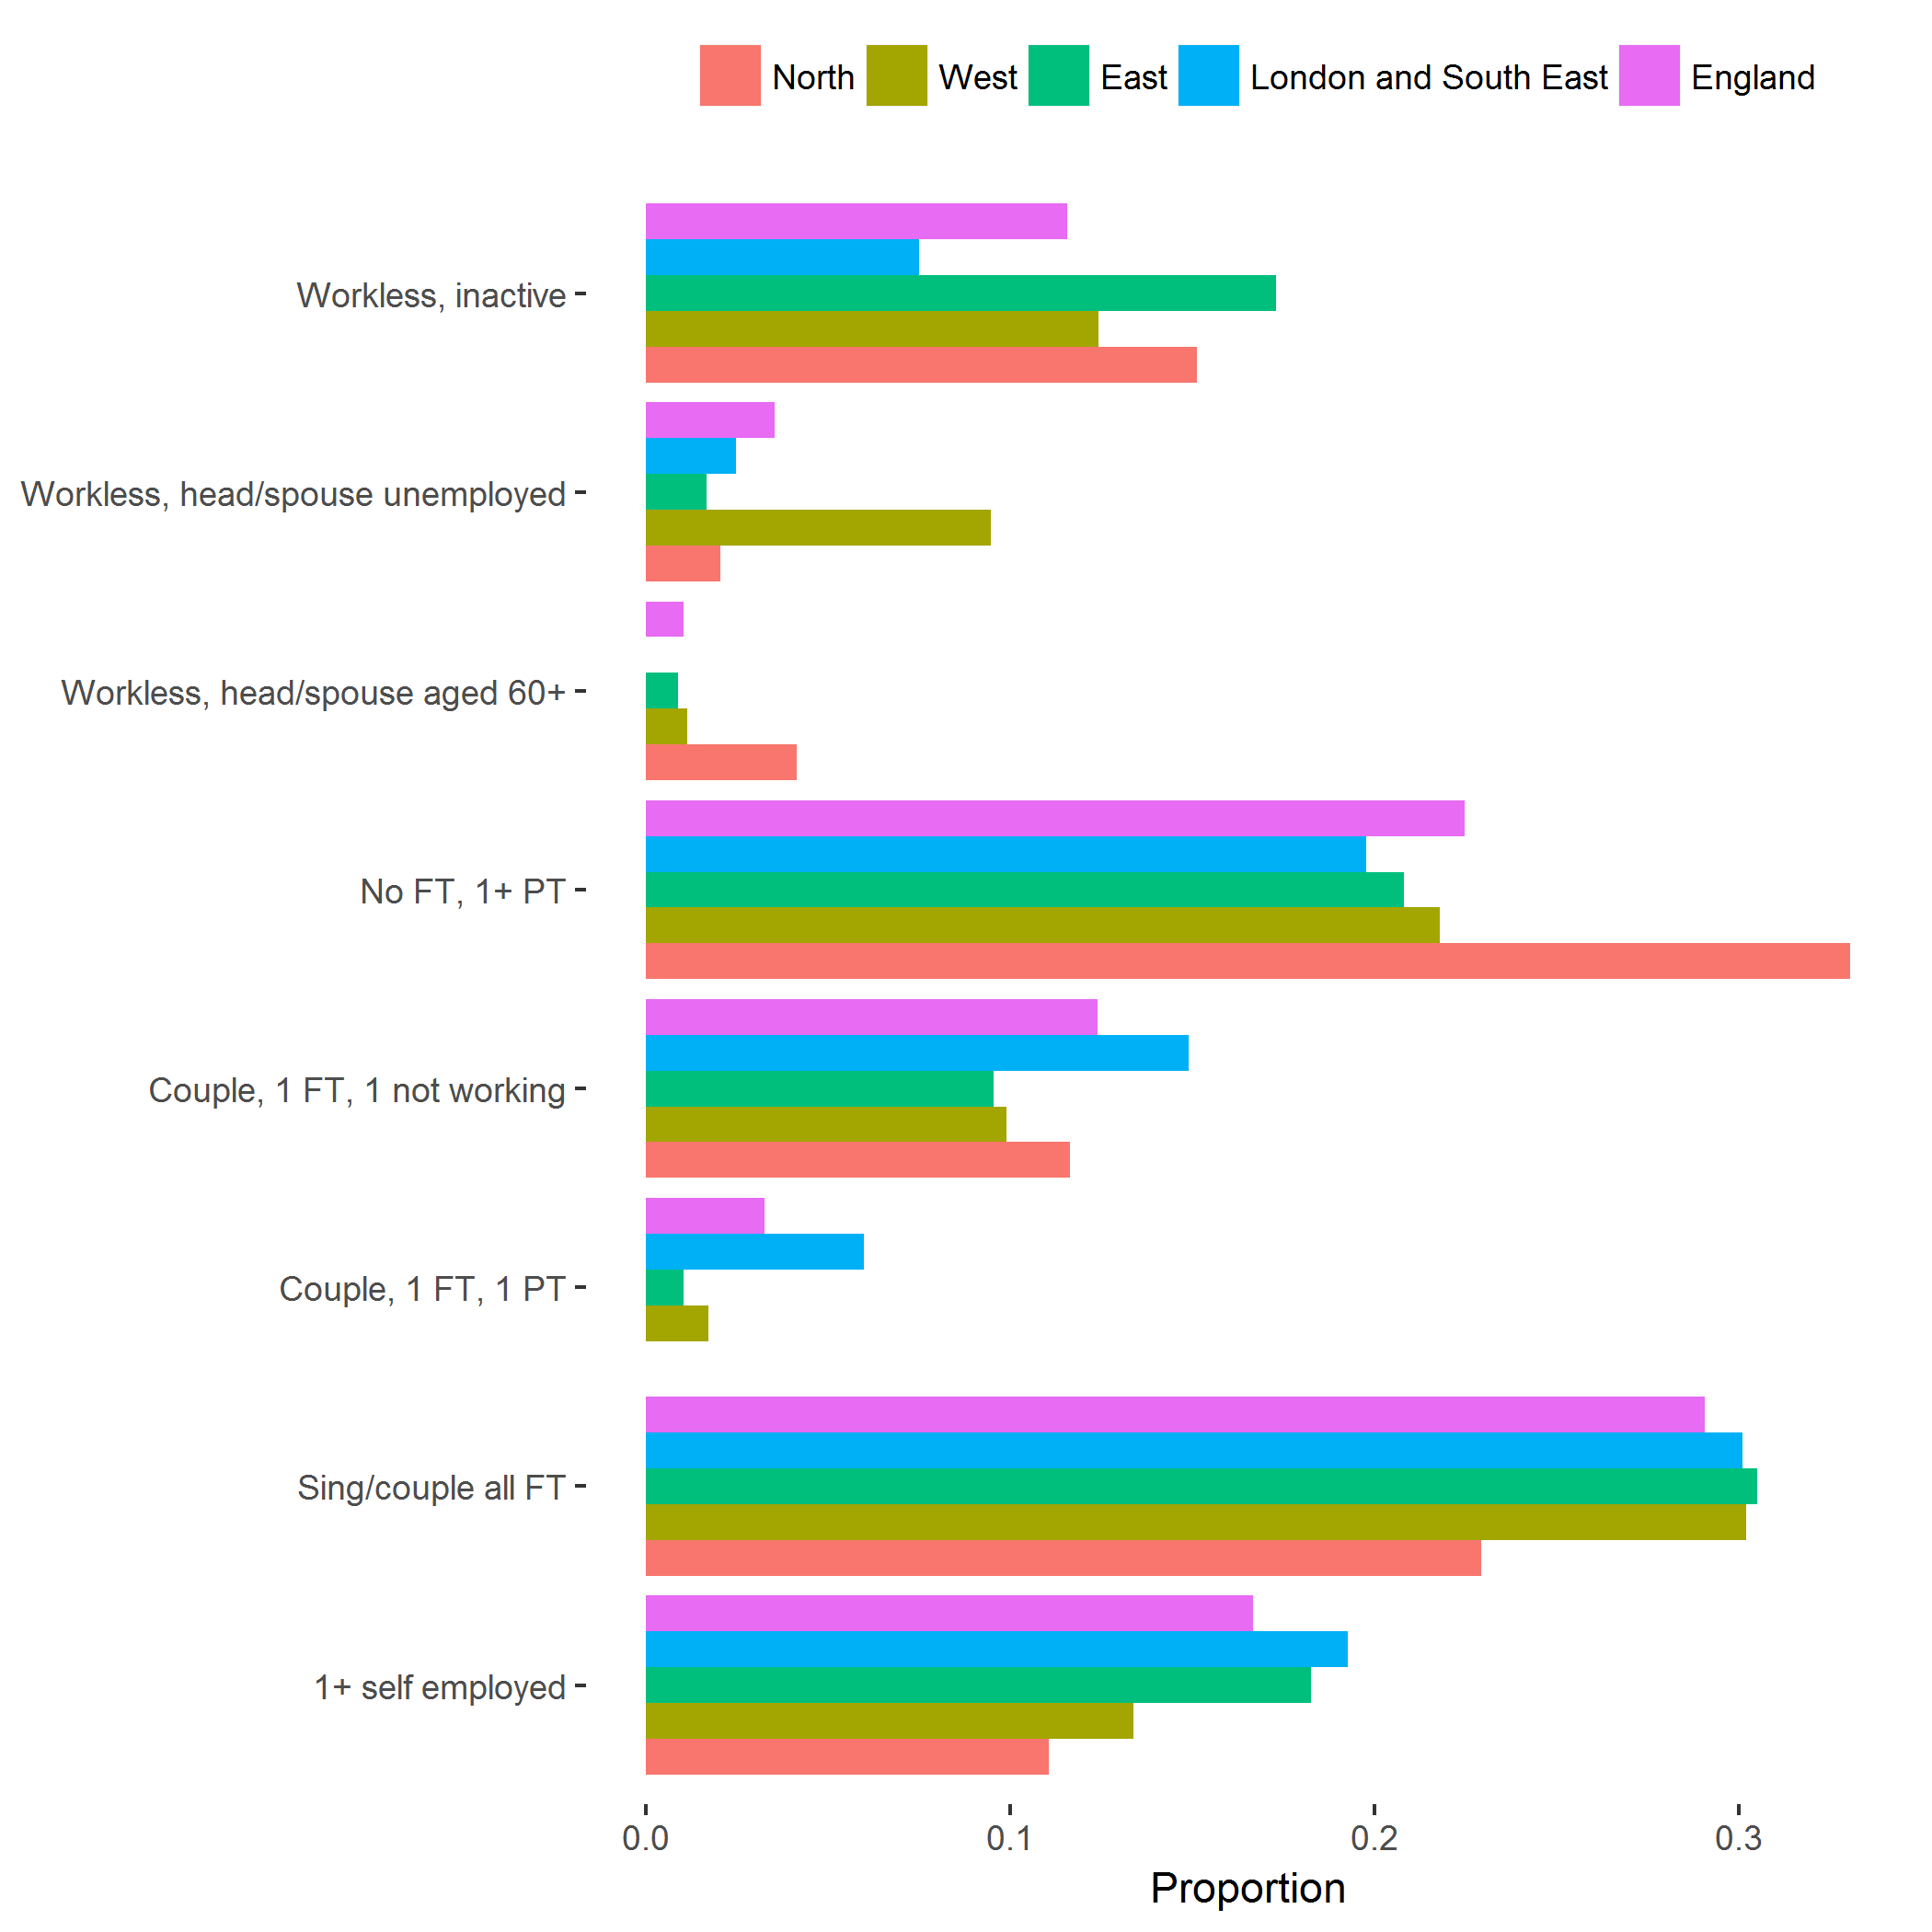 North West East London and South East England
Workless, inactive
Workless, head/spouse unemployed
Workless, head/spouse aged 60+
No FT, 1+ PT
Couple, 1 FT, 1 not working
Couple, 1 FT, 1 PT
Sing/couple all FT
1+ self employed
0.0 0.1 0.2 0.3
Proportion